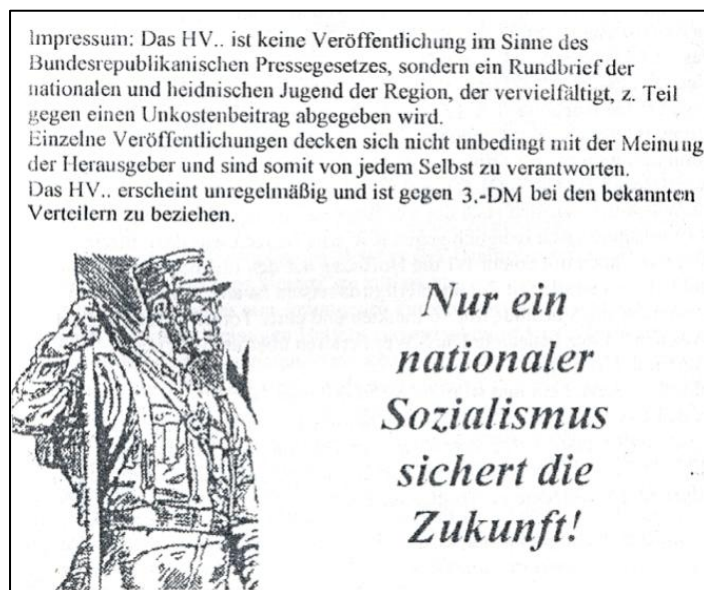 Impressum: Das HV.. ist keine Veröffentlichung im Sinne des
Bundesrepublikanischen Pressegesetzes, sondern ein Rundbrief der
nationalen und heidnischen Jugend der Region, der vervielfältigt, z. Teil
gegen einen Unkostenbeitrag abgegeben wird.
Einzelne Veröffentlichungen decken sich nicht unbedingt mit der Meinung
der Herausgeber und sind somit von jedem Selbst zu verantworten.
Das HV.. erscheint unregelmäßig und ist gegen 3.-DM bei den bekannten
Verteilern zu beziehen.
Nur ein
nationaler
Sozialismus
sichert die
Zukunft!